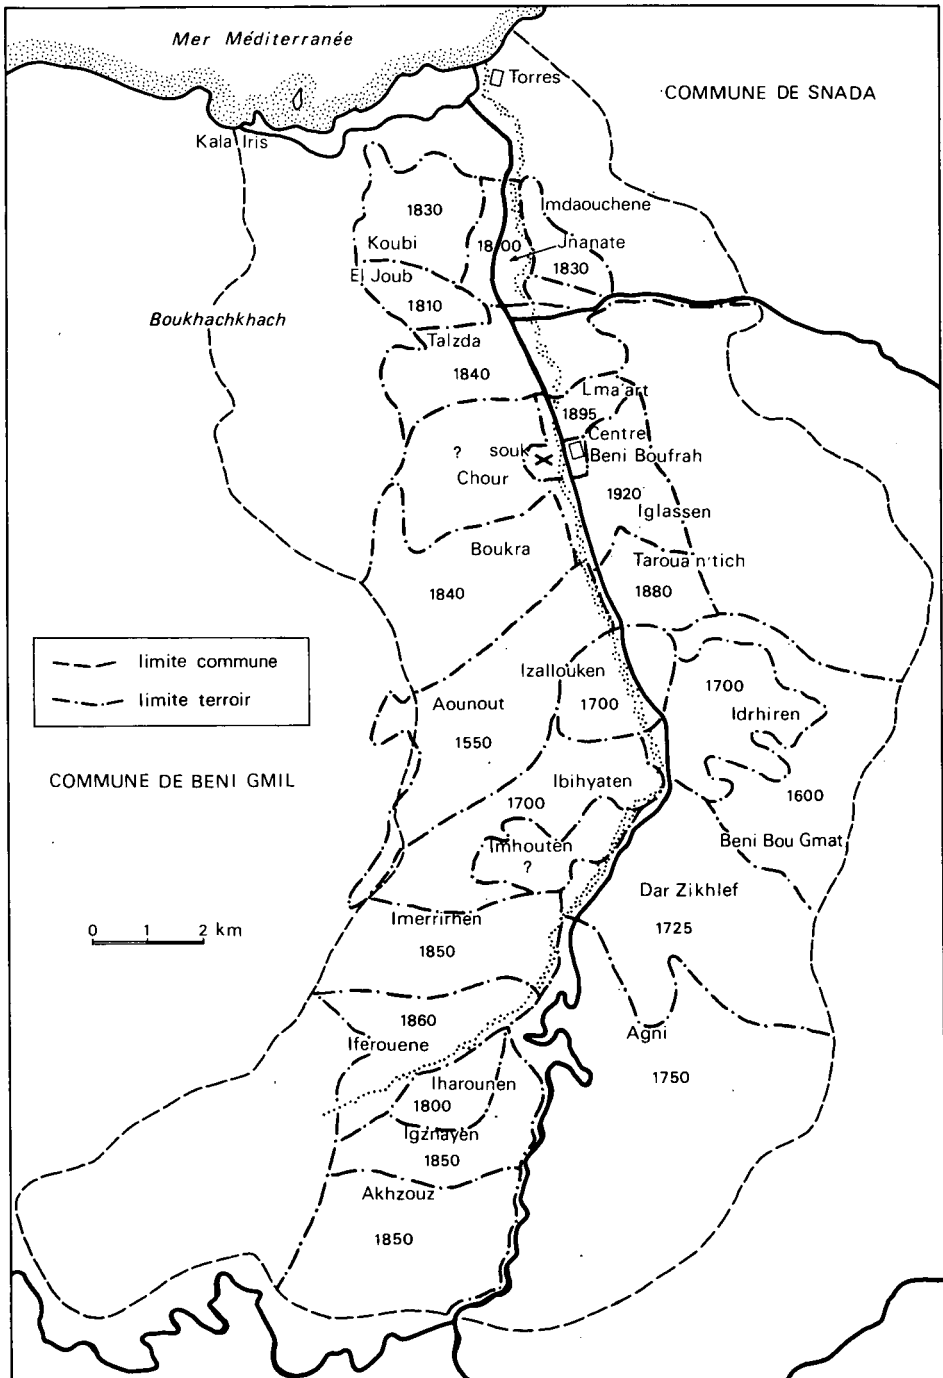 Mer Méditerranée
Torres
COMMUNE DE SNADA
Kala Iris
Imdaouchene
1830
Koubi
1800
Jnanate
1830
El Joub
1810
Boukhachkhach
Talzda
1840
Lma'art
1895
Centre
? souk
Beni Boufrah
Chour
1920
Iglassen
Boukra
Taroua n'tich
1840
1880
limite commune
limite terroir
Izallouken
1700
1700
Aounout
Idrhiren
1550
COMMUNE DE BENI GMIL
Ibihyaten
1700
1600
Imhouten
?
Beni Bou Gmat
Dar Zikhlef
Imerrirhen
1725
0 1 2 km
1850
1860
Iferouene
Agni
Iharounen
1750
1800
Igznayen
1850
Akhzouz
1850